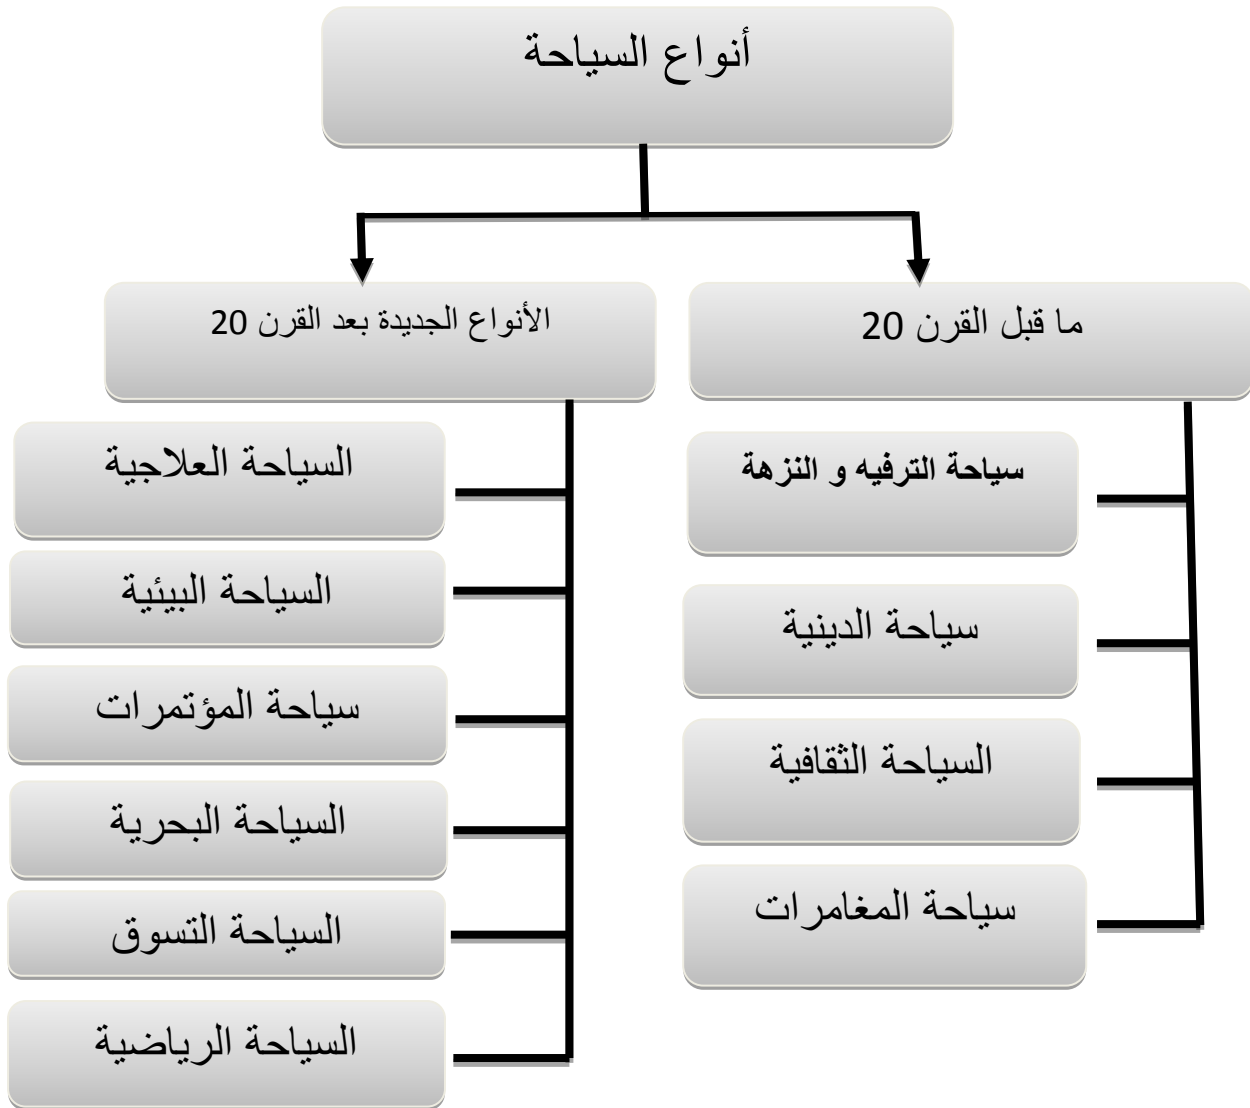 أنواع السياحة
ما قبل القرن 20
سياحة الترفيه و النزهة
سياحة الدينية
السياحة الثقافية
سياحة المغامرات
الأنواع الجديدة بعد القرن 20
السياحة العلاجية
السياحة البيئية
سياحة المؤتمرات
السياحة البحرية
السياحة التسوق
السياحة الرياضية